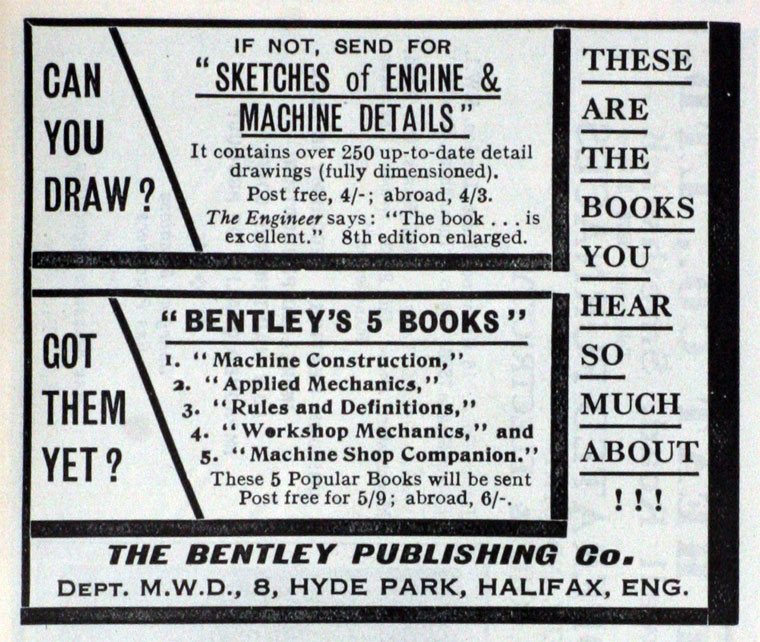 CAN
YOU
DRAW?
IF NOT, SEND FOR
"SKETCHES of ENGINE &
MACHINE DETAILS"
It contains over 250 up-to-date detail
drawings (fully dimensioned).
Post free, 4/-; abroad, 4/3.
The Engineer says: "The book . . . is
excellent." 8th edition enlarged.
GOT
THEM
YET?
"BENTLEY'S 5 BOOKS"
1. "Machine Construction,"
2. "Applied Mechanics,"
3. "Rules and Definitions,"
4. "Workshop Mechanics," and
5. "Machine Shop Companion."
These 5 Popular Books will be sent
Post free for 5/9; abroad, 6/-.
THESE
ARE
THE
BOOKS
YOU
HEAR
SO
MUCH
ABOUT
!!!
THE BENTLEY PUBLISHING Co.
DEPT. M.W.D., 8, HYDE PARK, HALIFAX, ENG.